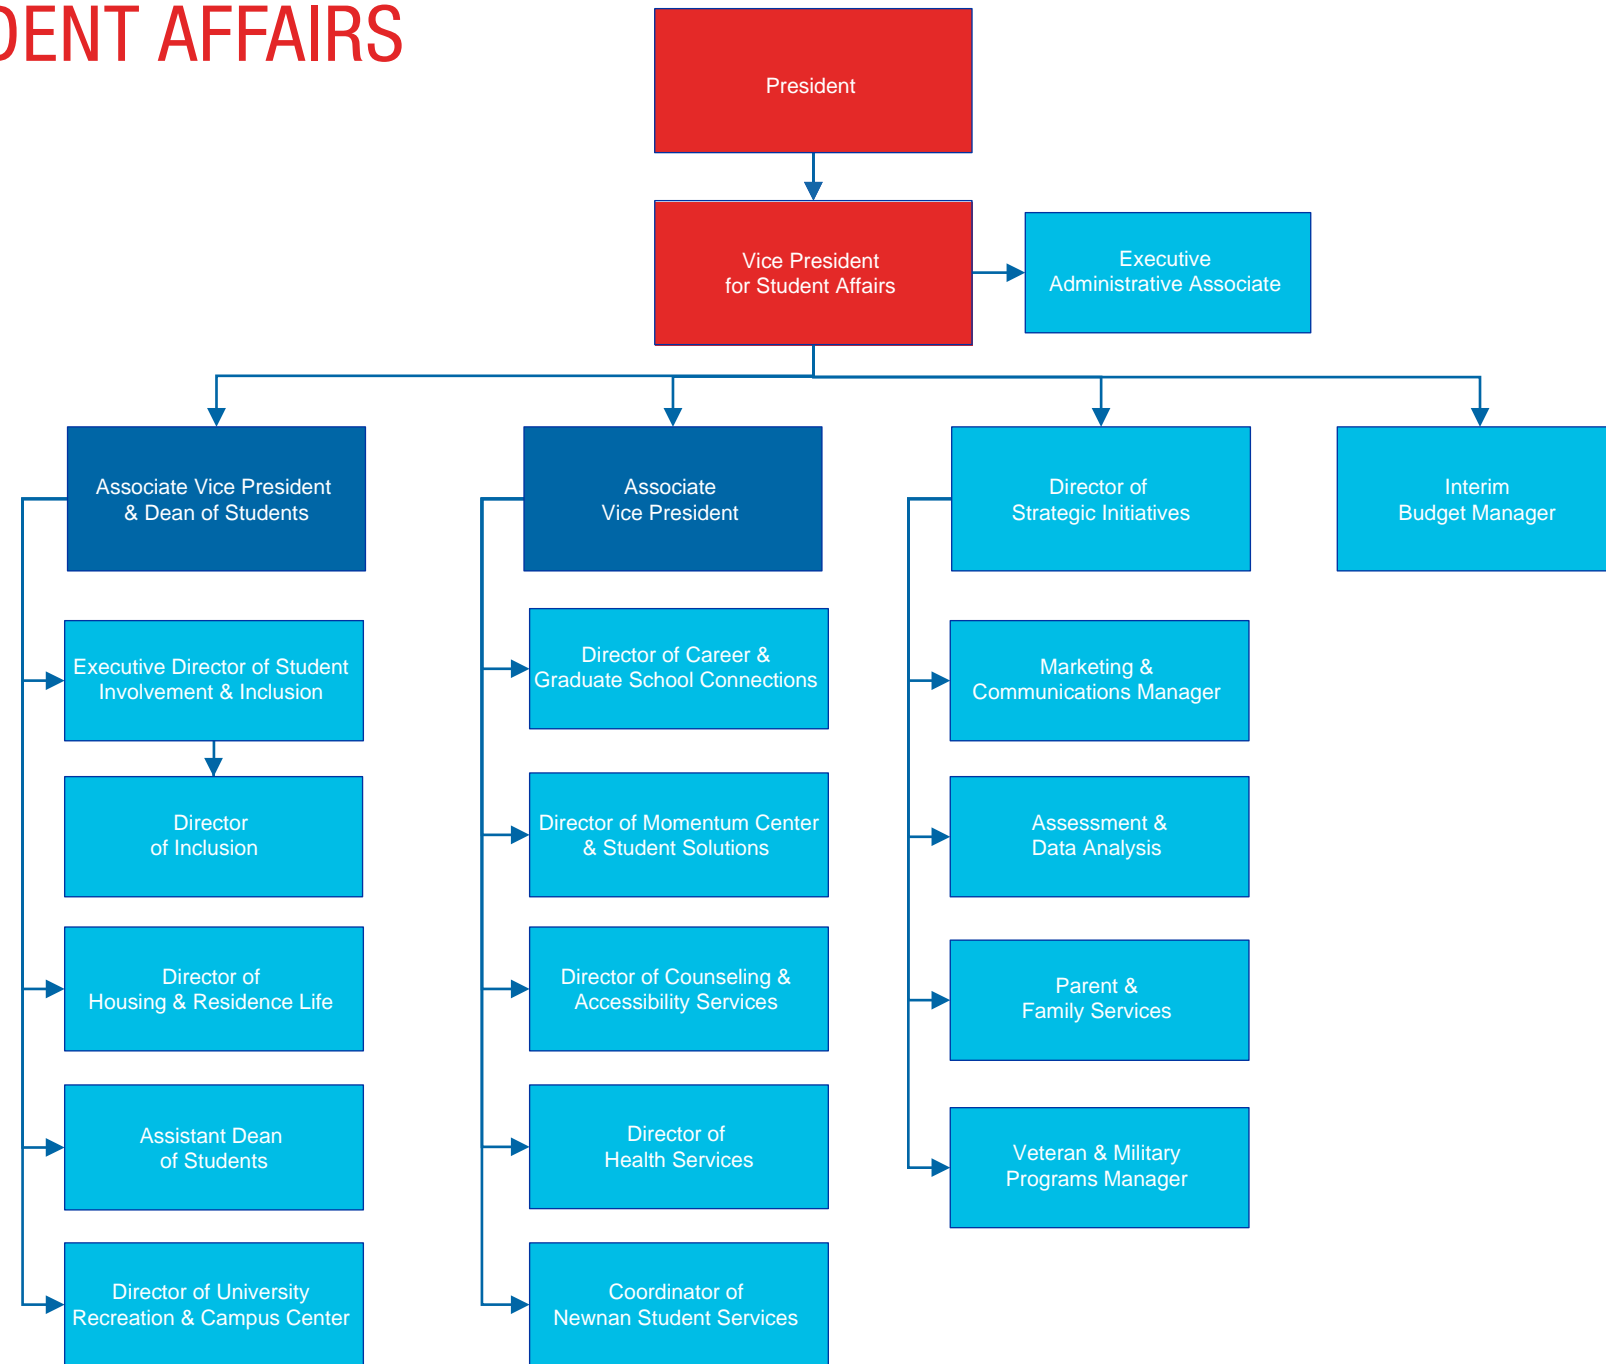 DENT AFFAIRS
President
Vice President
for Student Affairs
Executive
Administrative Associate
Associate Vice President
& Dean of Students
Associate
Vice President
Director of
Strategic Initiatives
Interim
Budget Manager
Executive Director of Student
Involvement & Inclusion
Director
of Inclusion
Director of
Housing & Residence Life
Assistant Dean
of Students
Director of University
Recreation & Campus Center
Director of Career &
Graduate School Connections
Director of Momentum Center
& Student Solutions
Director of Counseling &
Accessibility Services
Director of
Health Services
Coordinator of
Newnan Student Services
Marketing &
Communications Manager
Assessment &
Data Analysis
Parent &
Family Services
Veteran & Military
Programs Manager